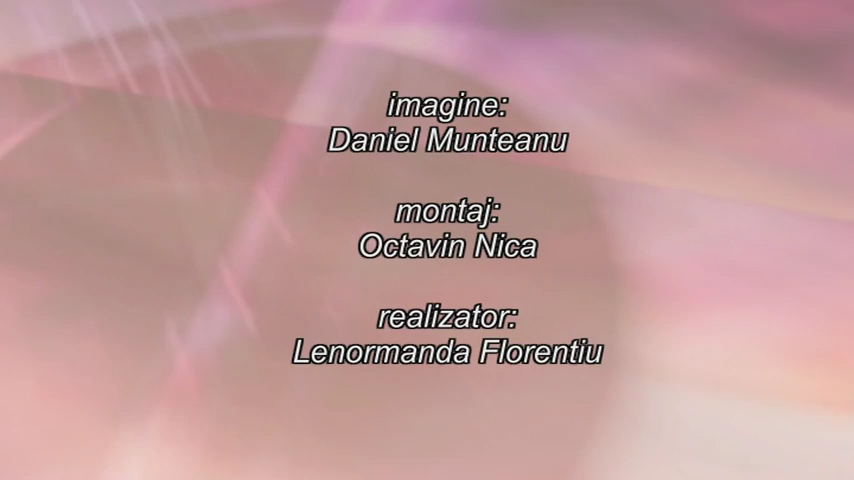 imagine:
Daniel Munteanu
montaj:
Octavin Nica
realizator:
Lenormanda Florentiu